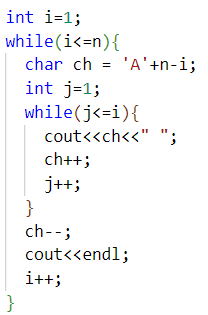 int i=1;
while(i<=n){
char ch = 'A'+n-i;
int j=1;
while(j<=i){
cout<<ch<<" ";
ch++;
j++;
}
ch--;
cout<<endl;
i++;
}